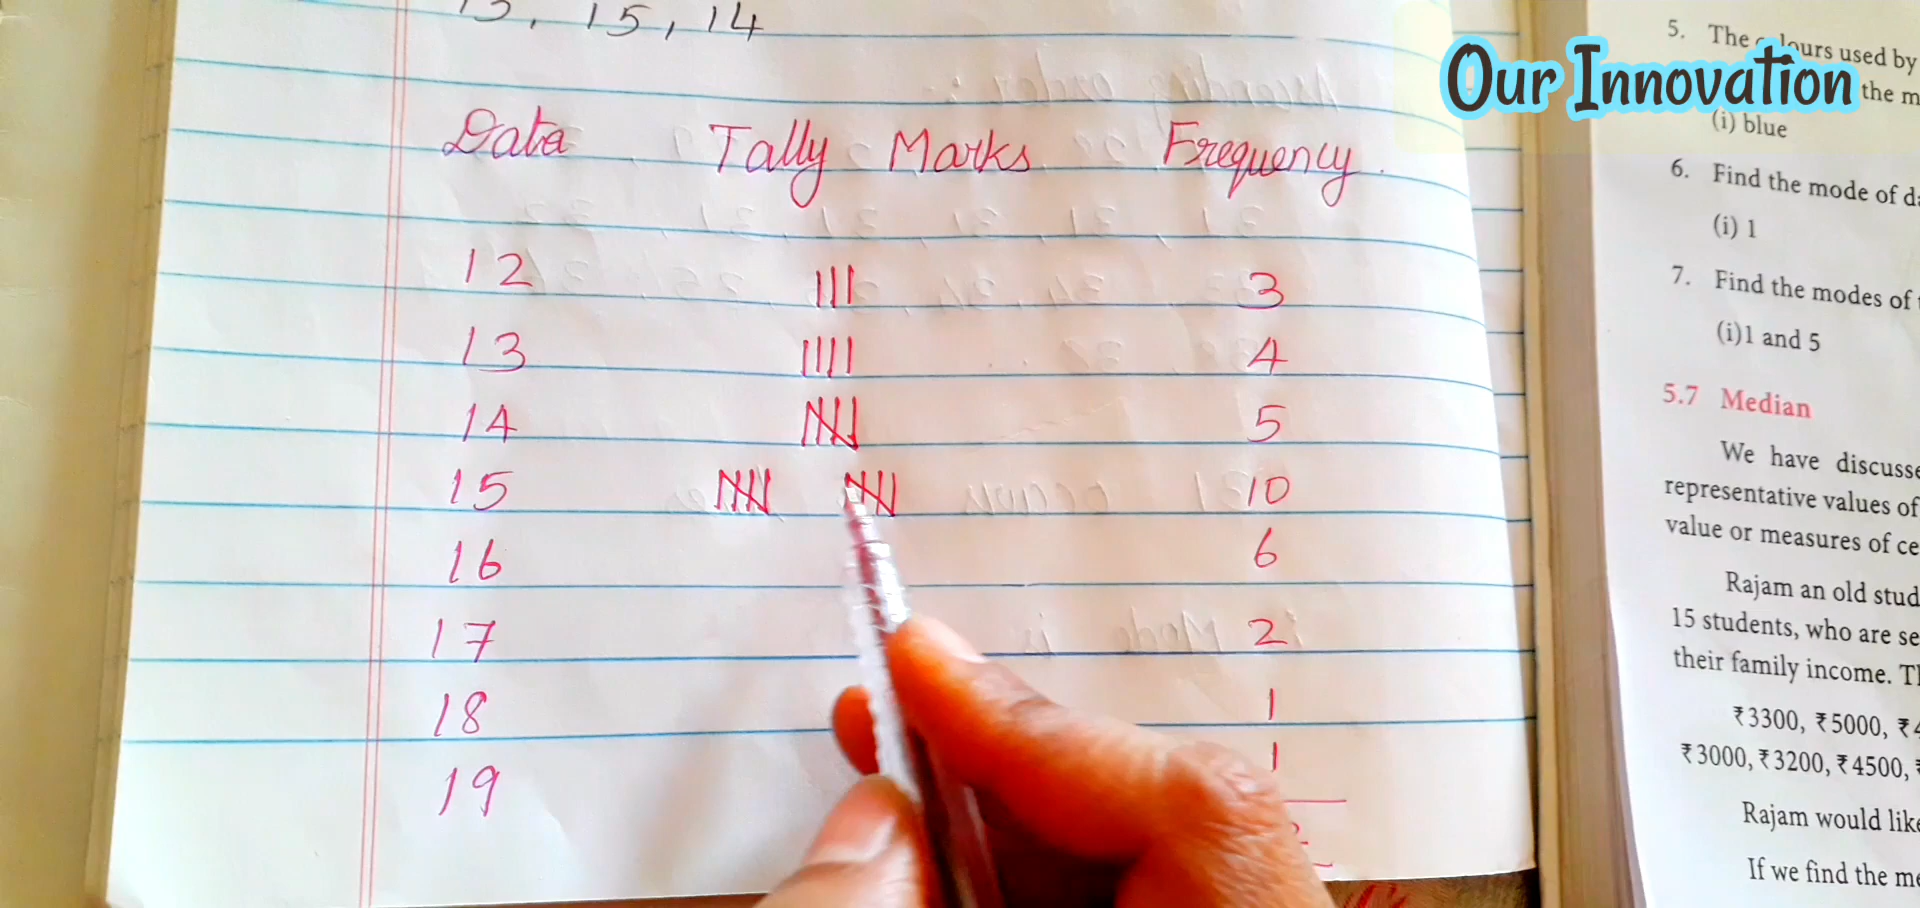 15, 14
Data Tally Marks Frequency
12 III 3
13 IIII 4
14 5
15 10
16 6
17 2
18 1
19 1
Our Innovation
5. The colours used by
the m
(i) blue
6. Find the mode of da
(i) 1
7. Find the modes of
(i)1 and 5
5.7 Median
We have discusse
representative values of
value or measures of ce
Rajam an old stud
15 students, who are se
their family income. T
₹3300, ₹5000, ₹4
₹3000, ₹3200, ₹4500, ₹
Rajam would like
If we find the me